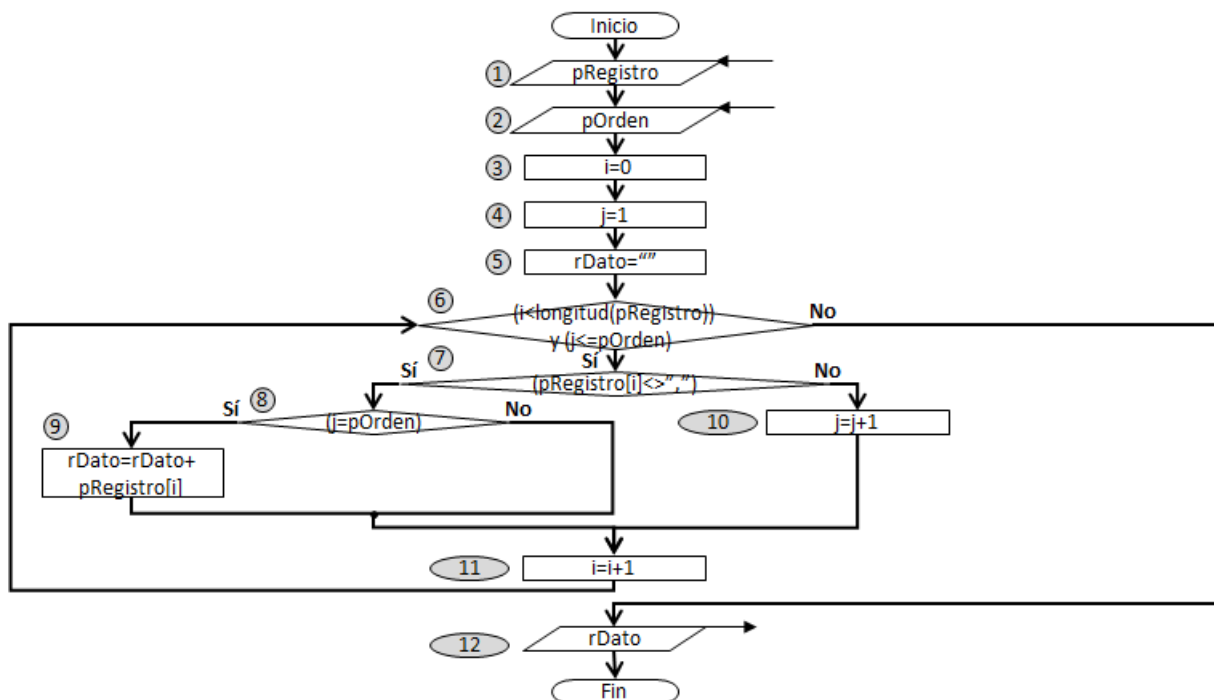 Inicio
1 pRegistro
2 pOrden
3 i=0
4 j=1
5 rDato=“”
6 (i<longitud(pRegistro)) No
y (j<=pOrden)
7 Sí
Sí (pRegistro[i]<>”,”) No
8 Sí (j=pOrden) No
10 j=j+1
9
rDato=rDato+
pRegistro[i]
11 i=i+1
12 rDato
Fin